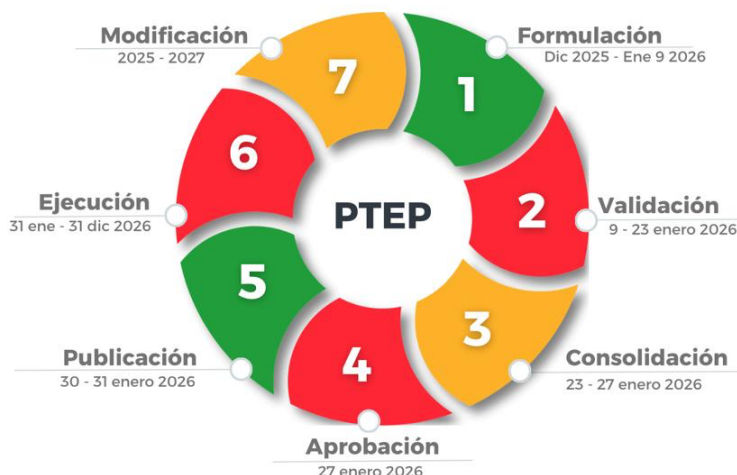 PTEP
1
Formulación
Dic 2025 - Ene 9 2026
2
Validación
9 - 23 enero 2026
3
Consolidación
23 - 27 enero 2026
4
Aprobación
27 enero 2026
5
Publicación
30 - 31 enero 2026
6
Ejecución
31 ene - 31 dic 2026
7
Modificación
2025 - 2027